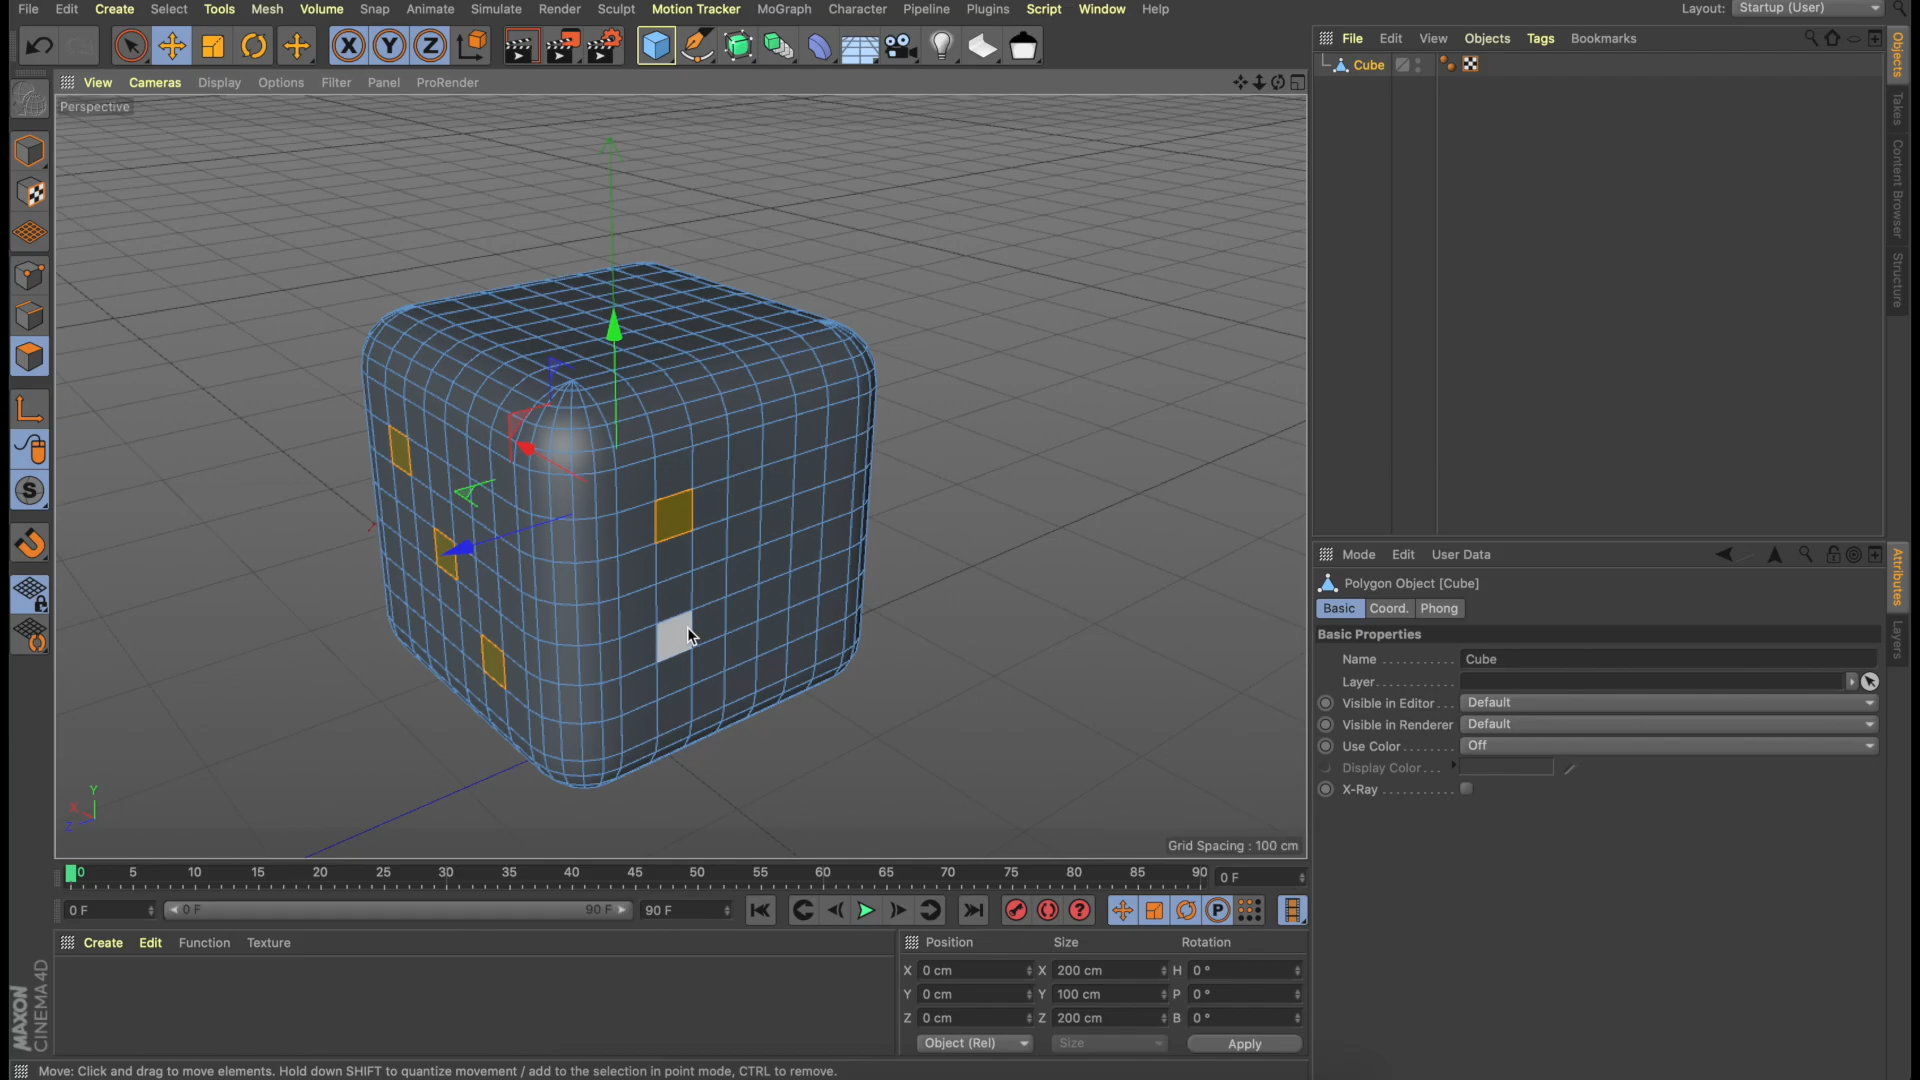 File Edit Create Select Tools Mesh Volume Snap Animate Simulate Render Sculpt Motion Tracker MoGraph Character Pipeline Plugins Script Window Help Layout: Startup (User)
X Y Z
View Cameras Display Options Filter Panel ProRender
Perspective
File Edit View Objects Tags Bookmarks
Cube
Objects
Takes
Content Browser
Structure
S
Y
X
Z
Grid Spacing : 100 cm
Mode Edit User Data
Polygon Object [Cube]
Basic Coord. Phong
Basic Properties
Name . . . . . . . . . . . Cube
Layer . . . . . . . . . . .
Visible in Editor . . . Default
Visible in Renderer Default
Use Color . . . . . . . . Off
Display Color . . .
X-Ray . . . . . . . . . . .
Attributes
Layers
0 5 10 15 20 25 30 35 40 45 50 55 60 65 70 75 80 85 90 0 F
0 F 0 F 90 F 90 F ? P
Create Edit Function Texture
Position Size Rotation
X 0 cm X 200 cm H 0 °
Y 0 cm Y 100 cm P 0 °
Z 0 cm Z 200 cm B 0 °
Object (Rel) Size Apply
MAXON
CINEMA 4D
Move: Click and drag to move elements. Hold down SHIFT to quantize movement / add to the selection in point mode, CTRL to remove.